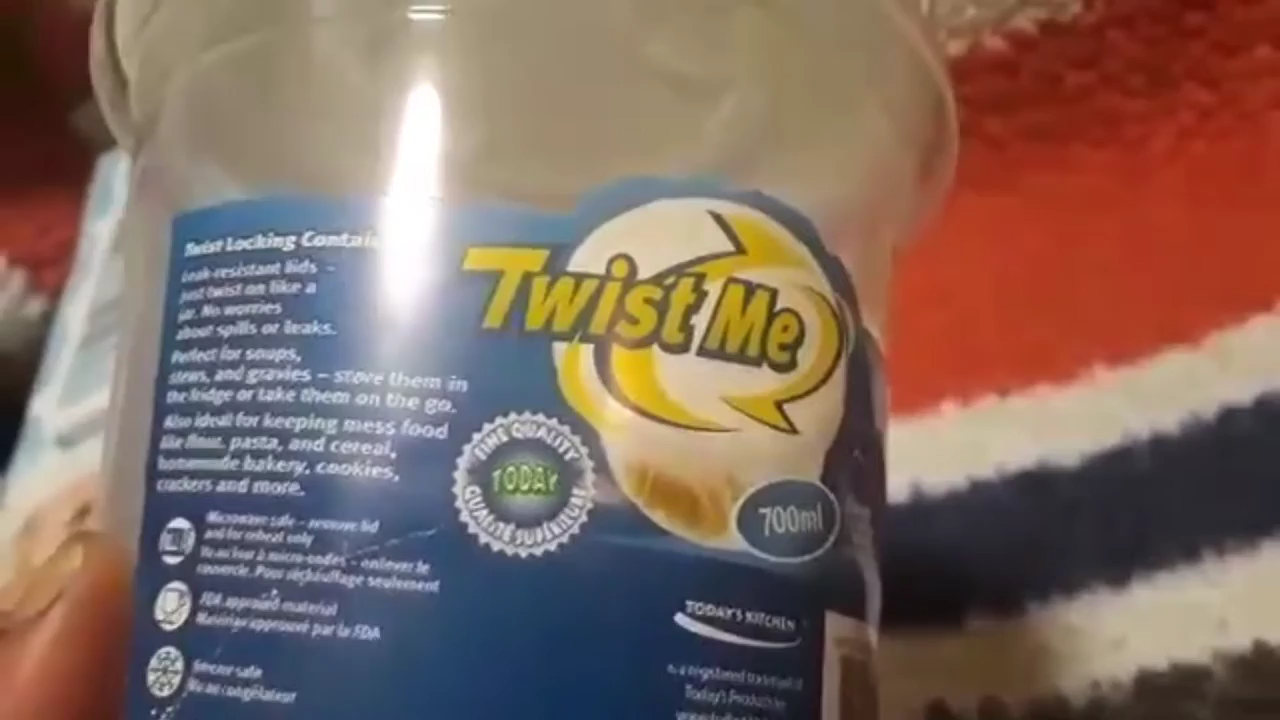 Twist Locking Contai
Leak-resistant lids –
just twist on like a
jar. No worries
about spills or leaks.
Perfect for soups,
stews, and gravies – store them in
the fridge or take them on the go.
Also ideal for keeping mess food
like flour, pasta, and cereal,
homemade bakery, cookies,
crackers and more.
Twist Me
FINE QUALITY
TODAY
QUALITÉ SUPÉRIEURE
700ml
Microwave safe – remove lid
and for reheat only
Va au four à micro-ondes – enlever le
couvercle. Pour réchauffage seulement
FDA approved material
Matériau approuvé par la FDA
Freezer safe
Va au congélateur
TODAY'S KITCHEN
is a registered trademark of
Today's Products